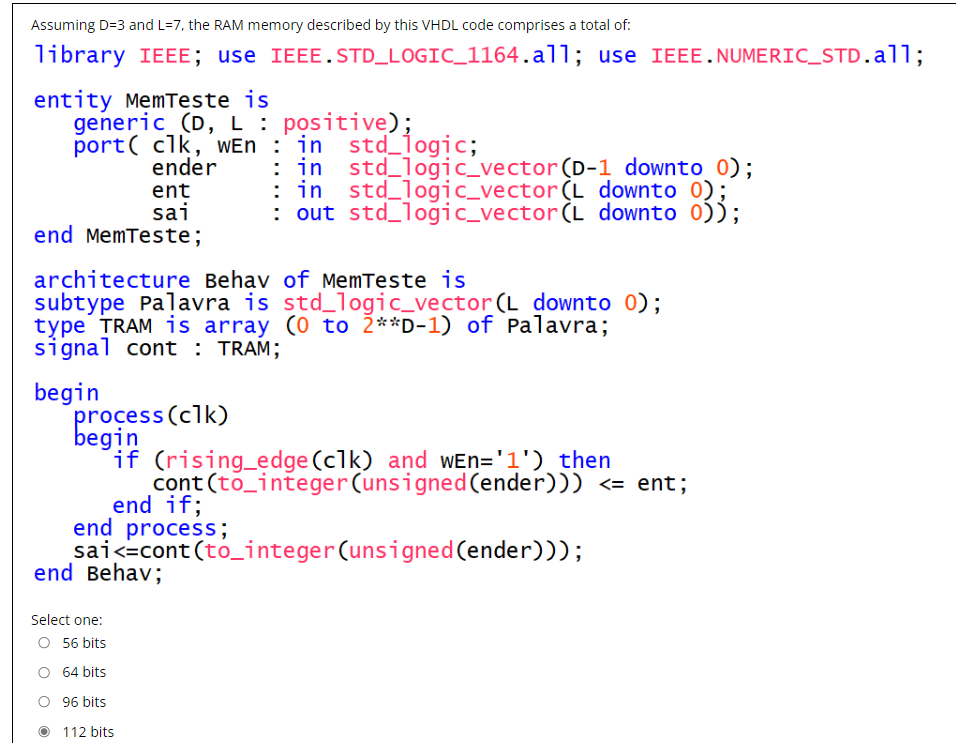 Assuming D=3 and L=7, the RAM memory described by this VHDL code comprises a total of:
library IEEE; use IEEE.STD_LOGIC_1164.all; use IEEE.NUMERIC_STD.all;
entity MemTeste is
generic (D, L : positive);
port( clk, wEn : in std_logic;
ender : in std_logic_vector(D-1 downto 0);
ent : in std_logic_vector(L downto 0);
sai : out std_logic_vector(L downto 0));
end MemTeste;
architecture Behav of MemTeste is
subtype Palavra is std_logic_vector(L downto 0);
type TRAM is array (0 to 2**D-1) of Palavra;
signal cont : TRAM;
begin
process(clk)
begin
if (rising_edge(clk) and wEn='1') then
cont(to_integer(unsigned(ender))) <= ent;
end if;
end process;
sai<=cont(to_integer(unsigned(ender)));
end Behav;
Select one:
56 bits
64 bits
96 bits
112 bits